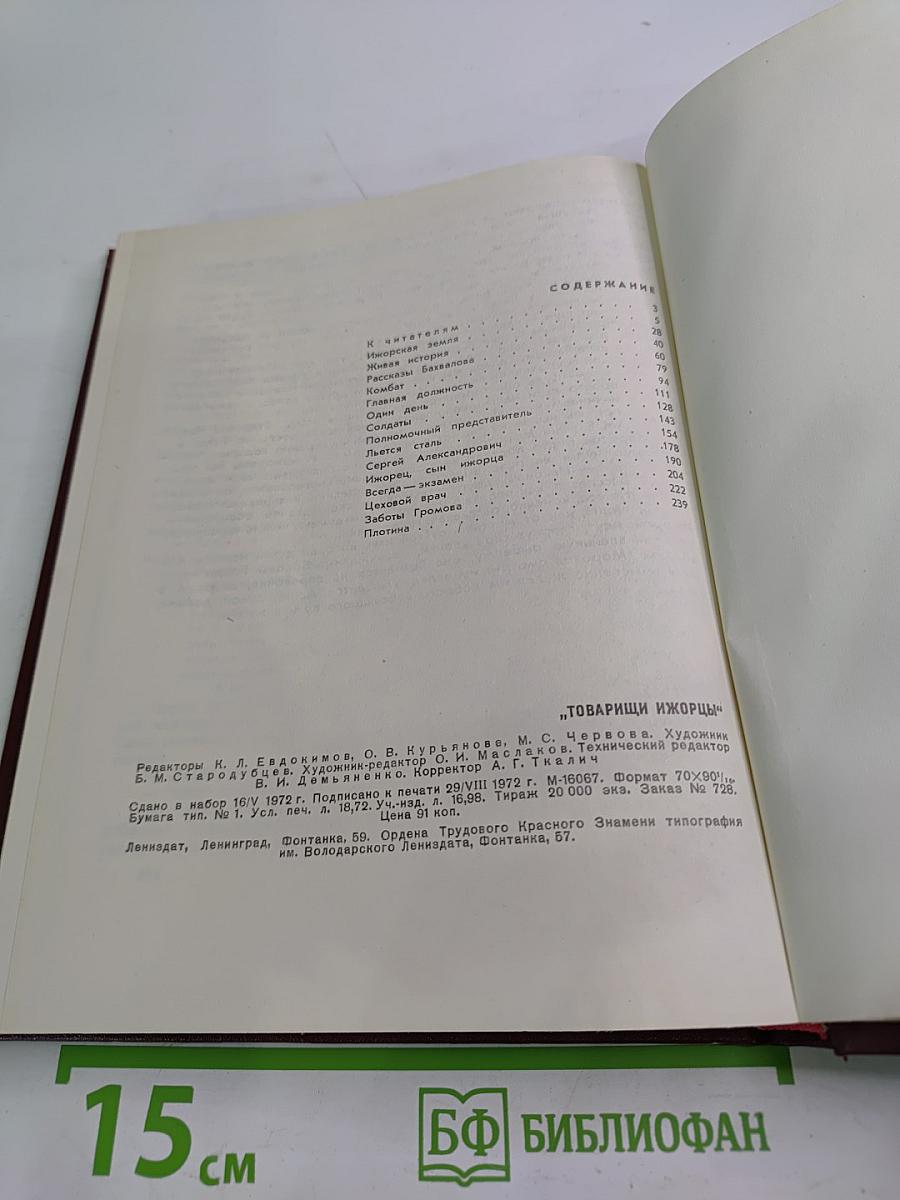 СОДЕРЖАНИЕ
К читателям . . . . . . . . . . 3
Ижорская земля . . . . . . . . . . 5
Живая история . . . . . . . . . . 28
Рассказы Бахвалова . . . . . . . . . . 40
Комбат . . . . . . . . . . 60
Главная должность . . . . . . . . . . 79
Один день . . . . . . . . . . 94
Солдаты . . . . . . . . . . 111
Полномочный представитель . . . . . . . . . . 128
Льется сталь . . . . . . . . . . 143
Сергей Александрович . . . . . . . . . . 154
Ижорец, сын ижорца . . . . . . . . . . 178
Всегда — экзамен . . . . . . . . . . 190
Цеховой врач . . . . . . . . . . 204
Заботы Громова . . . . . . . . . . 222
Плотина . . . . . . . . . . 239
„ТОВАРИЩИ ИЖОРЦЫ“
Редакторы К. Л. Евдокимов, О. В. Курьянове, М. С. Червова. Художник
Б. М. Стародубцев. Художник-редактор О. И. Маслаков. Технический редактор
В. И. Демьяненко. Корректор А. Г. Ткалич
Сдано в набор 16/V 1972 г. Подписано к печати 29/VIII 1972 г. М-16067. Формат 70×90¹/₁₆.
Бумага тип. № 1. Усл. печ. л. 18,72. Уч.-изд. л. 16,98. Тираж 20 000 экз. Заказ № 728.
Цена 91 коп.
Лениздат, Ленинград, Фонтанка, 59. Ордена Трудового Красного Знамени типография
им. Володарского Лениздата, Фонтанка, 57.
15 см
БФ БИБЛИОФАН